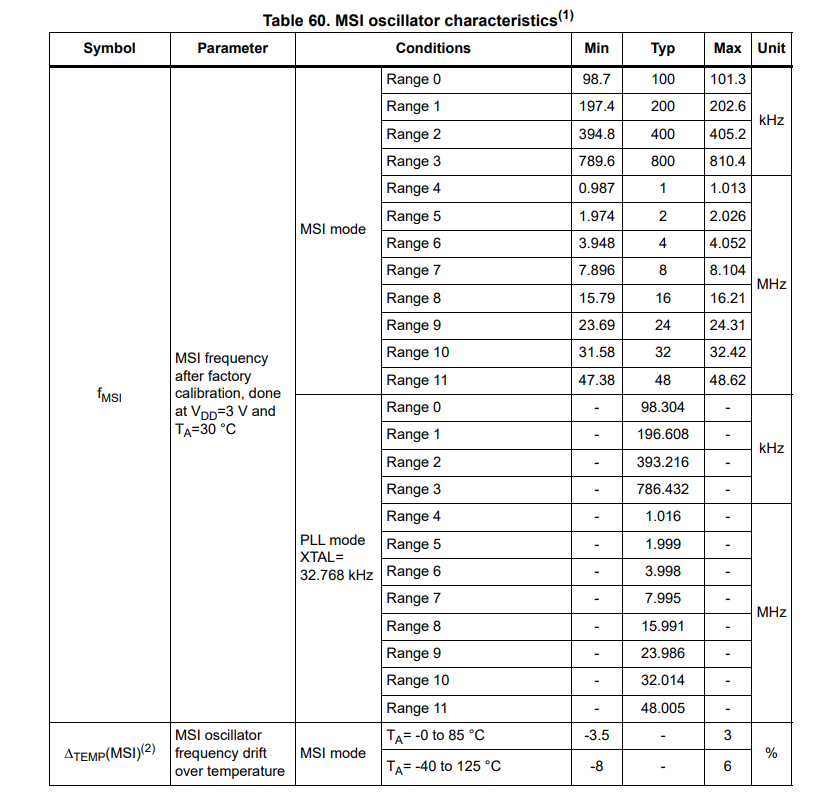 Table 60. MSI oscillator characteristics(1)
Symbol Parameter Conditions Min Typ Max Unit
fMSI
MSI frequency
after factory
calibration, done
at VDD=3 V and
TA=30 °C
MSI mode
Range 0 98.7 100 101.3
Range 1 197.4 200 202.6
Range 2 394.8 400 405.2
Range 3 789.6 800 810.4
kHz
Range 4 0.987 1 1.013
Range 5 1.974 2 2.026
Range 6 3.948 4 4.052
Range 7 7.896 8 8.104
Range 8 15.79 16 16.21
Range 9 23.69 24 24.31
Range 10 31.58 32 32.42
Range 11 47.38 48 48.62
MHz
PLL mode
XTAL=
32.768 kHz
Range 0 - 98.304 -
Range 1 - 196.608 -
Range 2 - 393.216 -
Range 3 - 786.432 -
kHz
Range 4 - 1.016 -
Range 5 - 1.999 -
Range 6 - 3.998 -
Range 7 - 7.995 -
Range 8 - 15.991 -
Range 9 - 23.986 -
Range 10 - 32.014 -
Range 11 - 48.005 -
MHz
ΔTEMP(MSI)(2)
MSI oscillator
frequency drift
over temperature
MSI mode
TA= -0 to 85 °C -3.5 - 3
TA= -40 to 125 °C -8 - 6
%